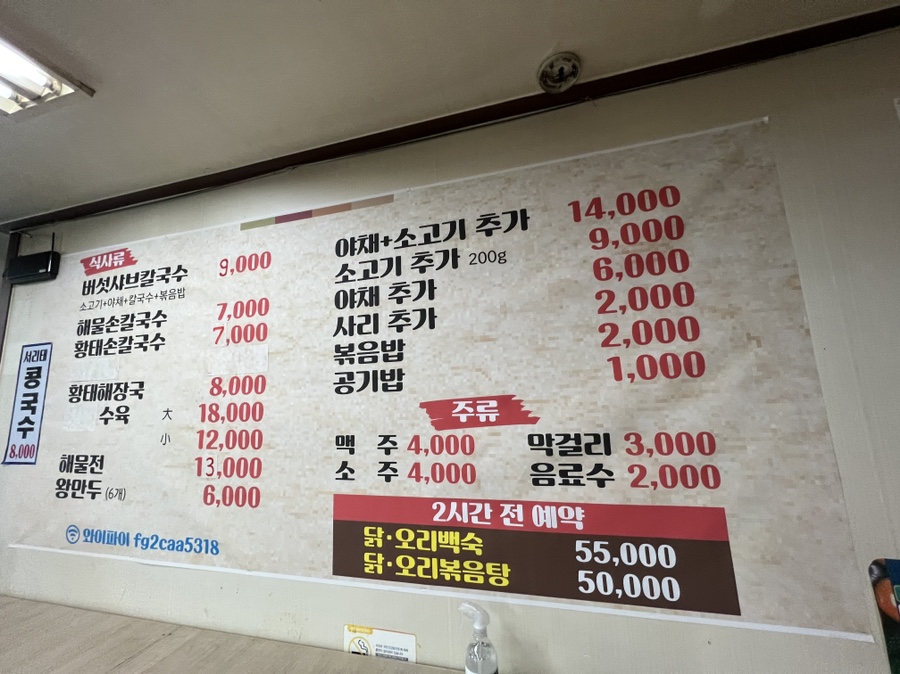 식사류
버섯샤브칼국수 9,000
소고기+야채+칼국수+볶음밥
해물손칼국수 7,000
황태손칼국수 7,000
황태해장국 8,000
수육 大 18,000
小 12,000
해물전 13,000
왕만두 (6개) 6,000
와이파이 fg2caa5318
서리태
콩국수
8,000
야채+소고기 추가 14,000
소고기 추가 200g 9,000
야채 추가 6,000
사리 추가 2,000
볶음밥 2,000
공기밥 1,000
주류
맥 주 4,000 막걸리 3,000
소 주 4,000 음료수 2,000
2시간 전 예약
닭·오리백숙 55,000
닭·오리볶음탕 50,000